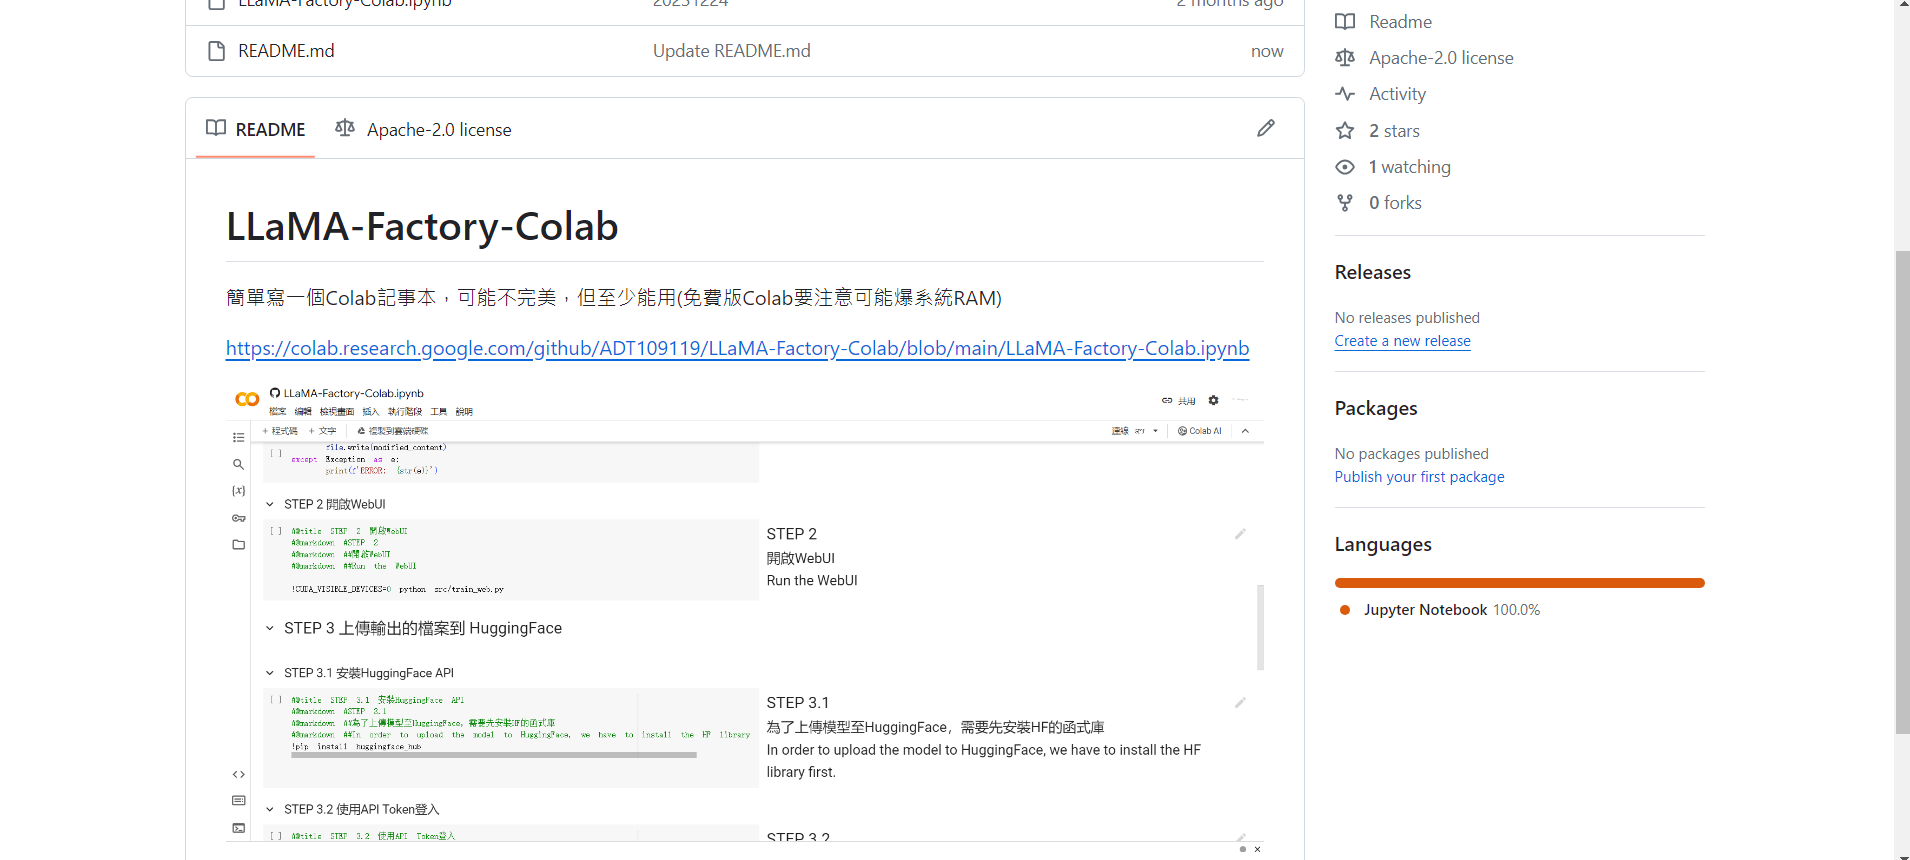 LLaMA-Factory-Colab.ipynb 20231224 2 months ago
README.md Update README.md now
README Apache-2.0 license
LLaMA-Factory-Colab
簡單寫一個Colab記事本，可能不完美，但至少能用(免費版Colab要注意可能爆系統RAM)
https://colab.research.google.com/github/ADT109119/LLaMA-Factory-Colab/blob/main/LLaMA-Factory-Colab.ipynb
LLaMA-Factory-Colab.ipynb
檔案 編輯 檢視畫面 插入 執行階段 工具 說明
共用
+ 程式碼 + 文字 複製到雲端硬碟
連線 Colab AI
file.write(modified_content)
[ ] except Exception as e:
print(f'ERROR: {str(e)}')
STEP 2 開啟WebUI
[ ] #@title STEP 2 開啟WebUI
#@markdown #STEP 2
#@markdown ##開啟WebUI
#@markdown ##Run the WebUI
!CUDA_VISIBLE_DEVICES=0 python src/train_web.py
STEP 2
開啟WebUI
Run the WebUI
STEP 3 上傳輸出的檔案到 HuggingFace
STEP 3.1 安裝HuggingFace API
[ ] #@title STEP 3.1 安裝HuggingFace API
#@markdown #STEP 3.1
#@markdown ##為了上傳模型至HuggingFace，需要先安裝HF的函式庫
#@markdown ##In order to upload the model to HuggingFace, we have to install the HF library
!pip install huggingface_hub
STEP 3.1
為了上傳模型至HuggingFace，需要先安裝HF的函式庫
In order to upload the model to HuggingFace, we have to install the HF
library first.
STEP 3.2 使用API Token登入
[ ] #@title STEP 3.2 使用API Token登入
STEP 3.2
Readme
Apache-2.0 license
Activity
2 stars
1 watching
0 forks
Releases
No releases published
Create a new release
Packages
No packages published
Publish your first package
Languages
Jupyter Notebook 100.0%